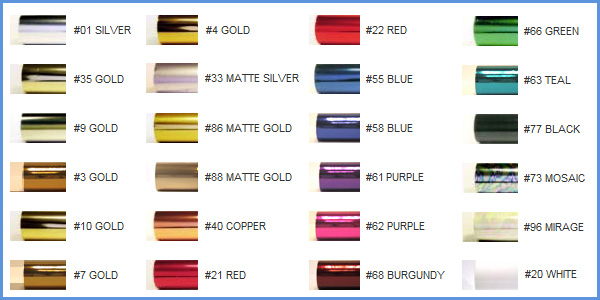 #01 SILVER
#35 GOLD
#9 GOLD
#3 GOLD
#10 GOLD
#7 GOLD
#4 GOLD
#33 MATTE SILVER
#86 MATTE GOLD
#88 MATTE GOLD
#40 COPPER
#21 RED
#22 RED
#55 BLUE
#58 BLUE
#61 PURPLE
#62 PURPLE
#68 BURGUNDY
#66 GREEN
#63 TEAL
#77 BLACK
#73 MOSAIC
#96 MIRAGE
#20 WHITE